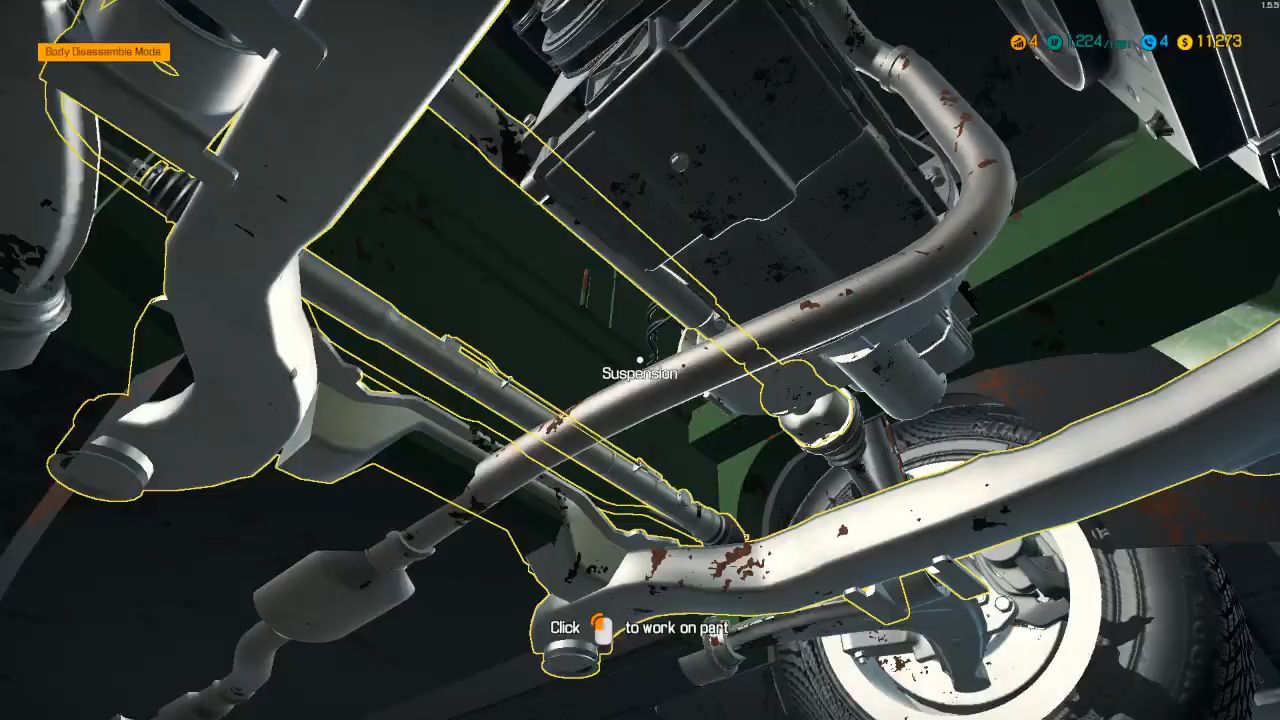 1.5.5
Body Disassemble Mode
4 1,224 4 $ 11,273
Suspension
Click to work on part